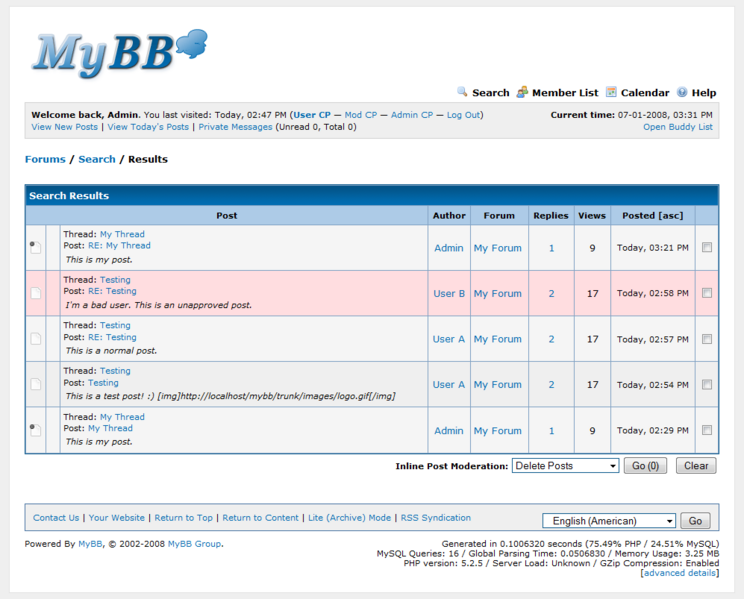 MyBB
Search Member List Calendar Help
Welcome back, Admin. You last visited: Today, 02:47 PM (User CP — Mod CP — Admin CP — Log Out) Current time: 07-01-2008, 03:31 PM
View New Posts | View Today's Posts | Private Messages (Unread 0, Total 0) Open Buddy List
Forums / Search / Results
Search Results
Post Author Forum Replies Views Posted [asc]
Thread: My Thread
Post: RE: My Thread
This is my post.
Admin My Forum 1 9 Today, 03:21 PM
Thread: Testing
Post: RE: Testing
I'm a bad user. This is an unapproved post.
User B My Forum 2 17 Today, 02:58 PM
Thread: Testing
Post: RE: Testing
This is a normal post.
User A My Forum 2 17 Today, 02:57 PM
Thread: Testing
Post: Testing
This is a test post! :) [img]http://localhost/mybb/trunk/images/logo.gif[/img]
User A My Forum 2 17 Today, 02:54 PM
Thread: My Thread
Post: My Thread
This is my post.
Admin My Forum 1 9 Today, 02:29 PM
Inline Post Moderation: Delete Posts Go (0) Clear
Contact Us | Your Website | Return to Top | Return to Content | Lite (Archive) Mode | RSS Syndication English (American) Go
Powered By MyBB, © 2002-2008 MyBB Group. Generated in 0.1006320 seconds (75.49% PHP / 24.51% MySQL)
MySQL Queries: 16 / Global Parsing Time: 0.0506830 / Memory Usage: 3.25 MB
PHP version: 5.2.5 / Server Load: Unknown / GZip Compression: Enabled
[advanced details]